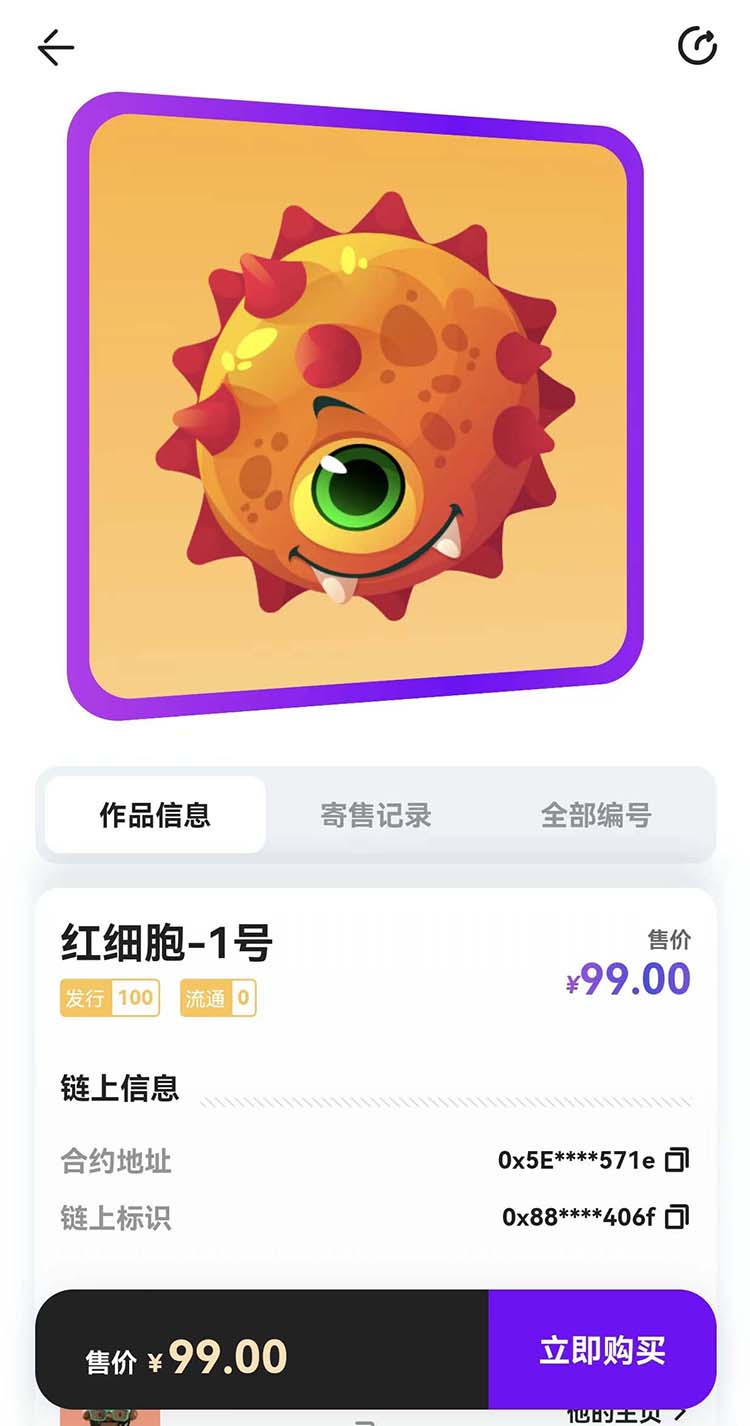 作品信息 寄售记录 全部编号
红细胞-1号
售价
¥99.00
发行 100 流通 0
链上信息
合约地址 0x5E****571e
链上标识 0x88****406f
售价 ¥99.00 立即购买
他的主页